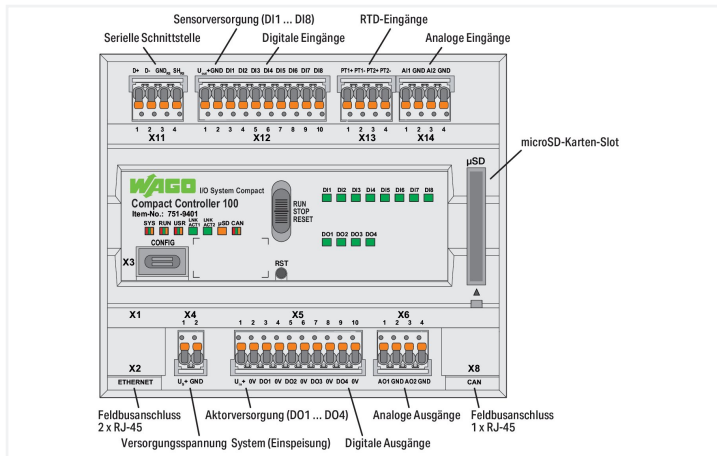 Sensorversorgung (DI1 ... DI8)
RTD-Eingänge
Serielle Schnittstelle
Digitale Eingänge
Analoge Eingänge
D+ D- GND SH
U +GND DI1 DI2 DI3 DI4 DI5 DI6 DI7 DI8
PT1+ PT1- PT2+ PT2-
AI1 GND AI2 GND
1 2 3 4
1 2 3 4 5 6 7 8 9 10
1 2 3 4
1 2 3 4
X11
X12
X13
X14
microSD-Karten-Slot
µSD
WAGO I/O System Compact
Compact Controller 100
Item-No.: 751-9401
SYS RUN USR LNK ACT1 LNK ACT2 µSD CAN
RUN
STOP
RESET
DI1 DI2 DI3 DI4 DI5 DI6 DI7 DI8
DO1 DO2 DO3 DO4
CONFIG
X3
RST
X1
X4
X5
X6
1 2
1 2 3 4 5 6 7 8 9 10
1 2 3 4
X2
X8
ETHERNET
U + GND
U + 0V DO1 0V DO2 0V DO3 0V DO4 0V
AO1 GND AO2 GND
CAN
Feldbusanschluss
2 x RJ-45
Aktorversorgung (DO1 ... DO4)
Analoge Ausgänge
Feldbusanschluss
1 x RJ-45
Versorgungsspannung System (Einspeisung)
Digitale Ausgänge